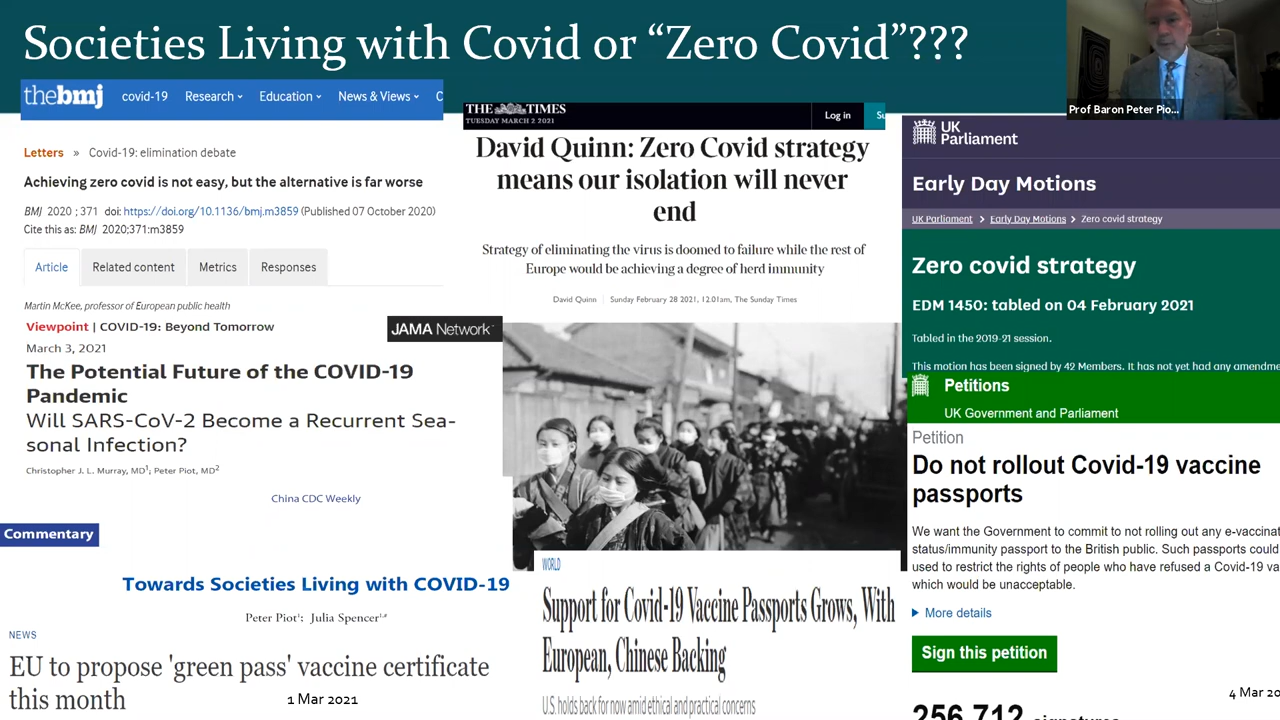 Societies Living with Covid or “Zero Covid”???
Prof Baron Peter Pio...
thebmj covid-19 Research Education News & Views C
Letters » Covid-19: elimination debate
Achieving zero covid is not easy, but the alternative is far worse
BMJ 2020 ; 371 doi: https://doi.org/10.1136/bmj.m3859 (Published 07 October 2020)
Cite this as: BMJ 2020;371:m3859
Article Related content Metrics Responses
Martin McKee, professor of European public health
Viewpoint | COVID-19: Beyond Tomorrow
March 3, 2021
JAMA Network™
The Potential Future of the COVID-19
Pandemic
Will SARS-CoV-2 Become a Recurrent Sea-
sonal Infection?
Christopher J. L. Murray, MD1; Peter Piot, MD2
China CDC Weekly
Commentary
Towards Societies Living with COVID-19
Peter Piot¹; Julia Spencer¹,#
NEWS
EU to propose 'green pass' vaccine certificate
this month
1 Mar 2021
THE TIMES
TUESDAY MARCH 2 2021
Log in Su
David Quinn: Zero Covid strategy
means our isolation will never
end
Strategy of eliminating the virus is doomed to failure while the rest of
Europe would be achieving a degree of herd immunity
David Quinn | Sunday February 28 2021, 12.01am, The Sunday Times
WORLD
Support for Covid-19 Vaccine Passports Grows, With
European, Chinese Backing
U.S. holds back for now amid ethical and practical concerns
UK
Parliament
Early Day Motions
UK Parliament > Early Day Motions > Zero covid strategy
Zero covid strategy
EDM 1450: tabled on 04 February 2021
Tabled in the 2019-21 session.
This motion has been signed by 42 Members. It has not yet had any amendme
Petitions
UK Government and Parliament
Petition
Do not rollout Covid-19 vaccine
passports
We want the Government to commit to not rolling out any e-vaccinat
status/immunity passport to the British public. Such passports could
used to restrict the rights of people who have refused a Covid-19 va
which would be unacceptable.
More details
Sign this petition
256,712 signatures
4 Mar 20